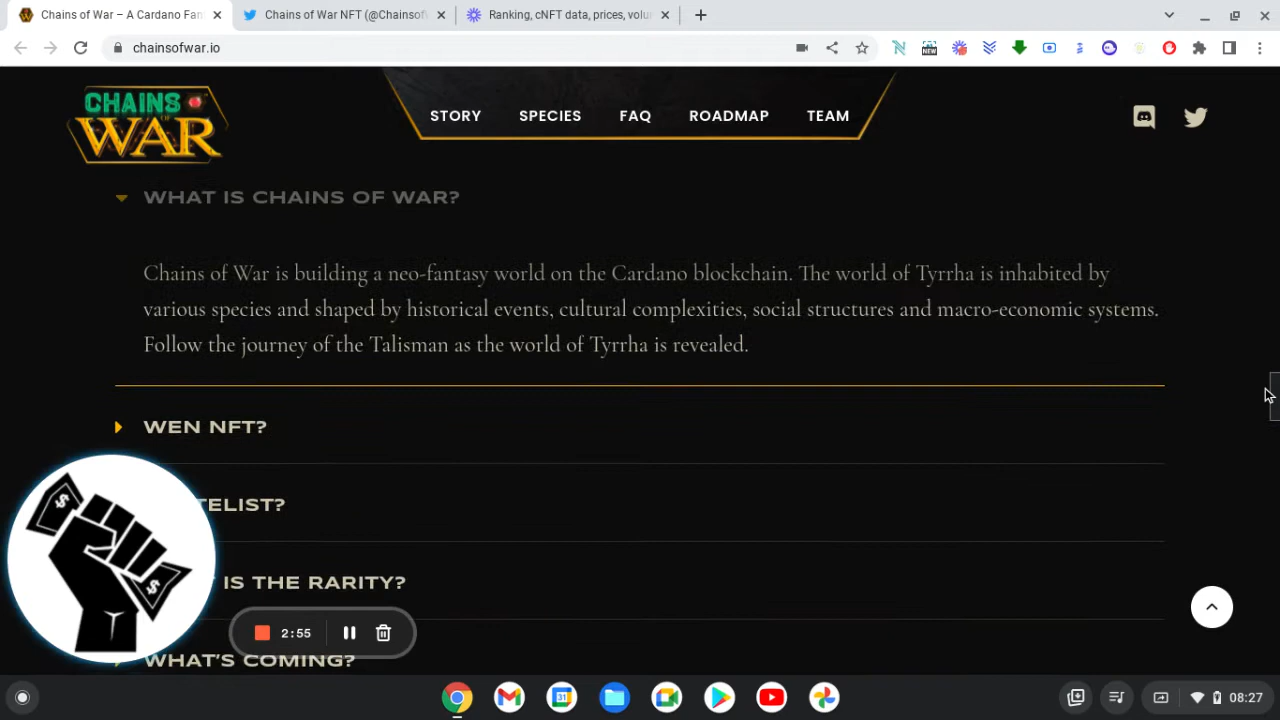 Chains of War – A Cardano Fan
Chains of War NFT (@Chainsof
Ranking, cNFT data, prices, volu
chainsofwar.io
NEW
CHAINS
OF
WAR
STORY
SPECIES
FAQ
ROADMAP
TEAM
WHAT IS CHAINS OF WAR?
Chains of War is building a neo-fantasy world on the Cardano blockchain. The world of Tyrrha is inhabited by
various species and shaped by historical events, cultural complexities, social structures and macro-economic systems.
Follow the journey of the Talisman as the world of Tyrrha is revealed.
WEN NFT?
TELIST?
IS THE RARITY?
WHAT'S COMING?
$
$
2:55
31
08:27